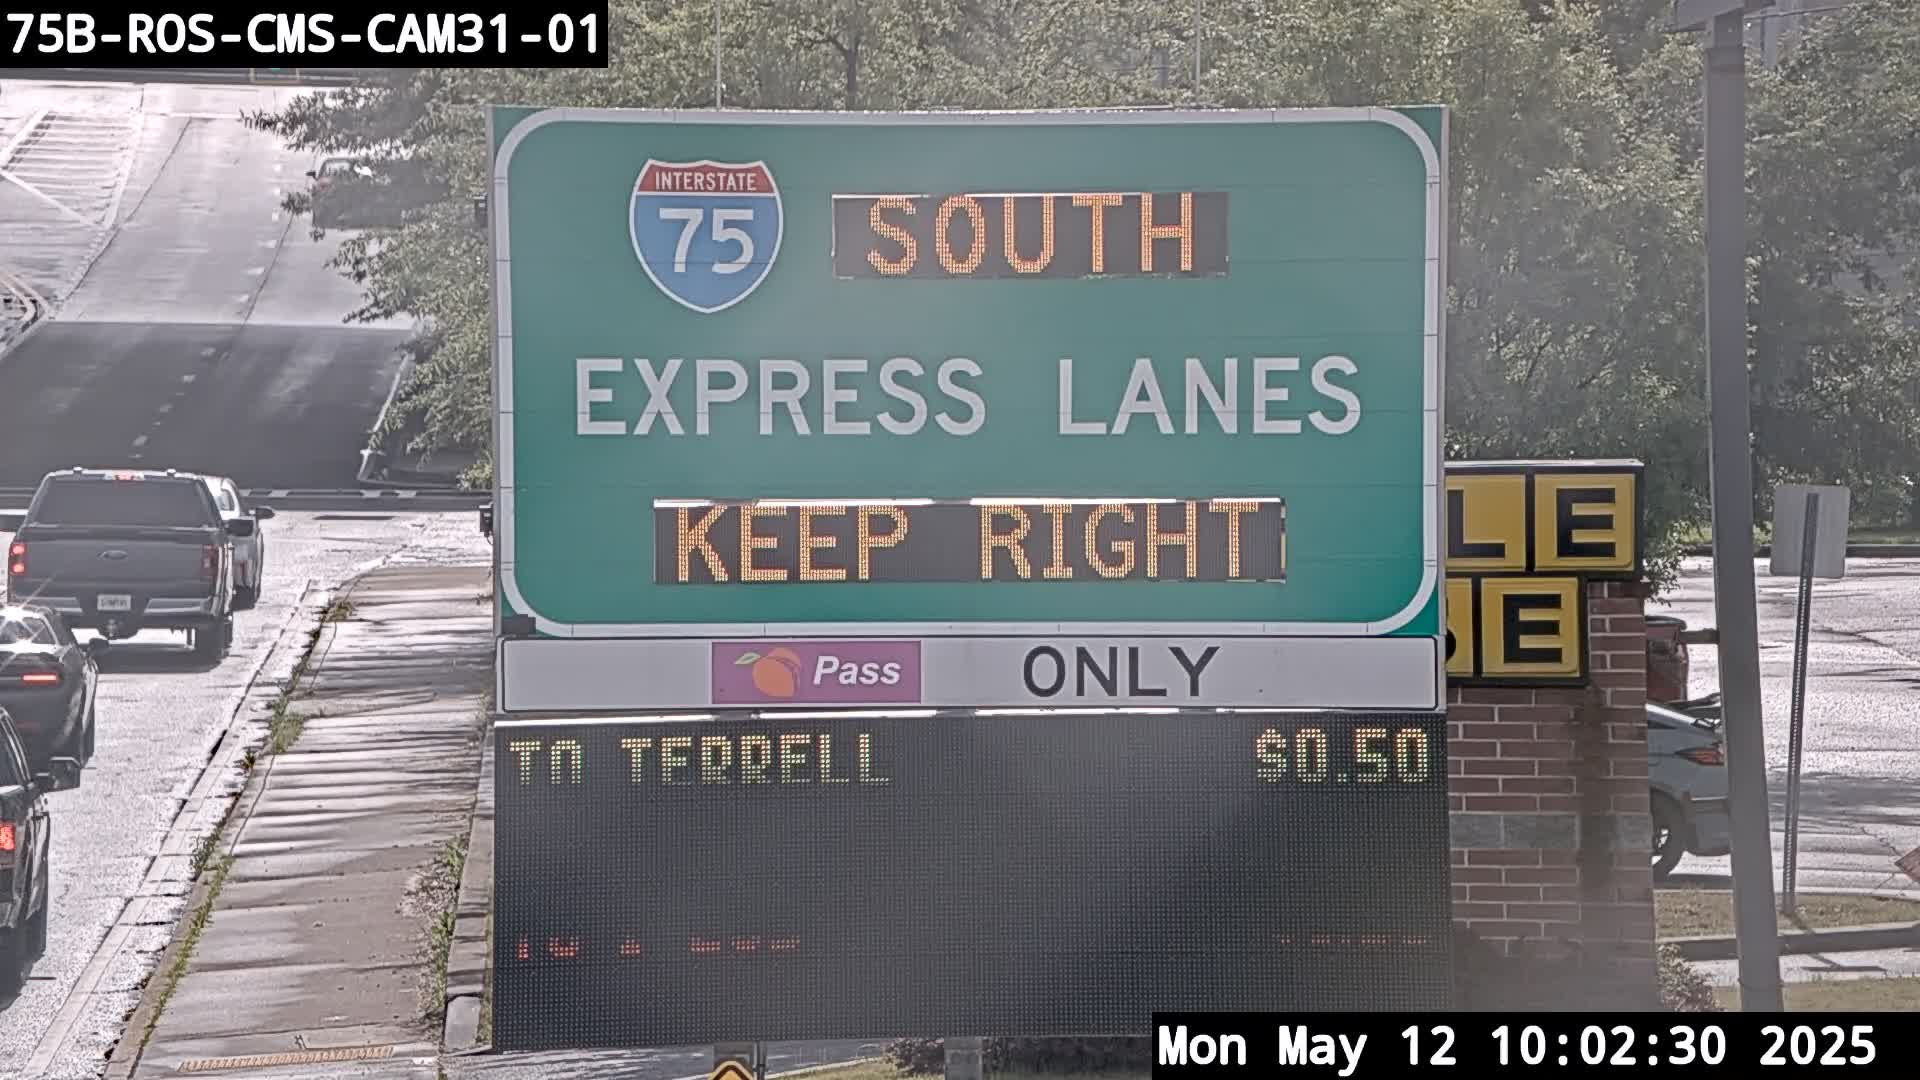 75B-ROS-CMS-CAM31-01
INTERSTATE
75
SOUTH
EXPRESS LANES
KEEP RIGHT
Pass ONLY
TO TERRELL $0.50
LE
E
Mon May 12 10:02:30 2025